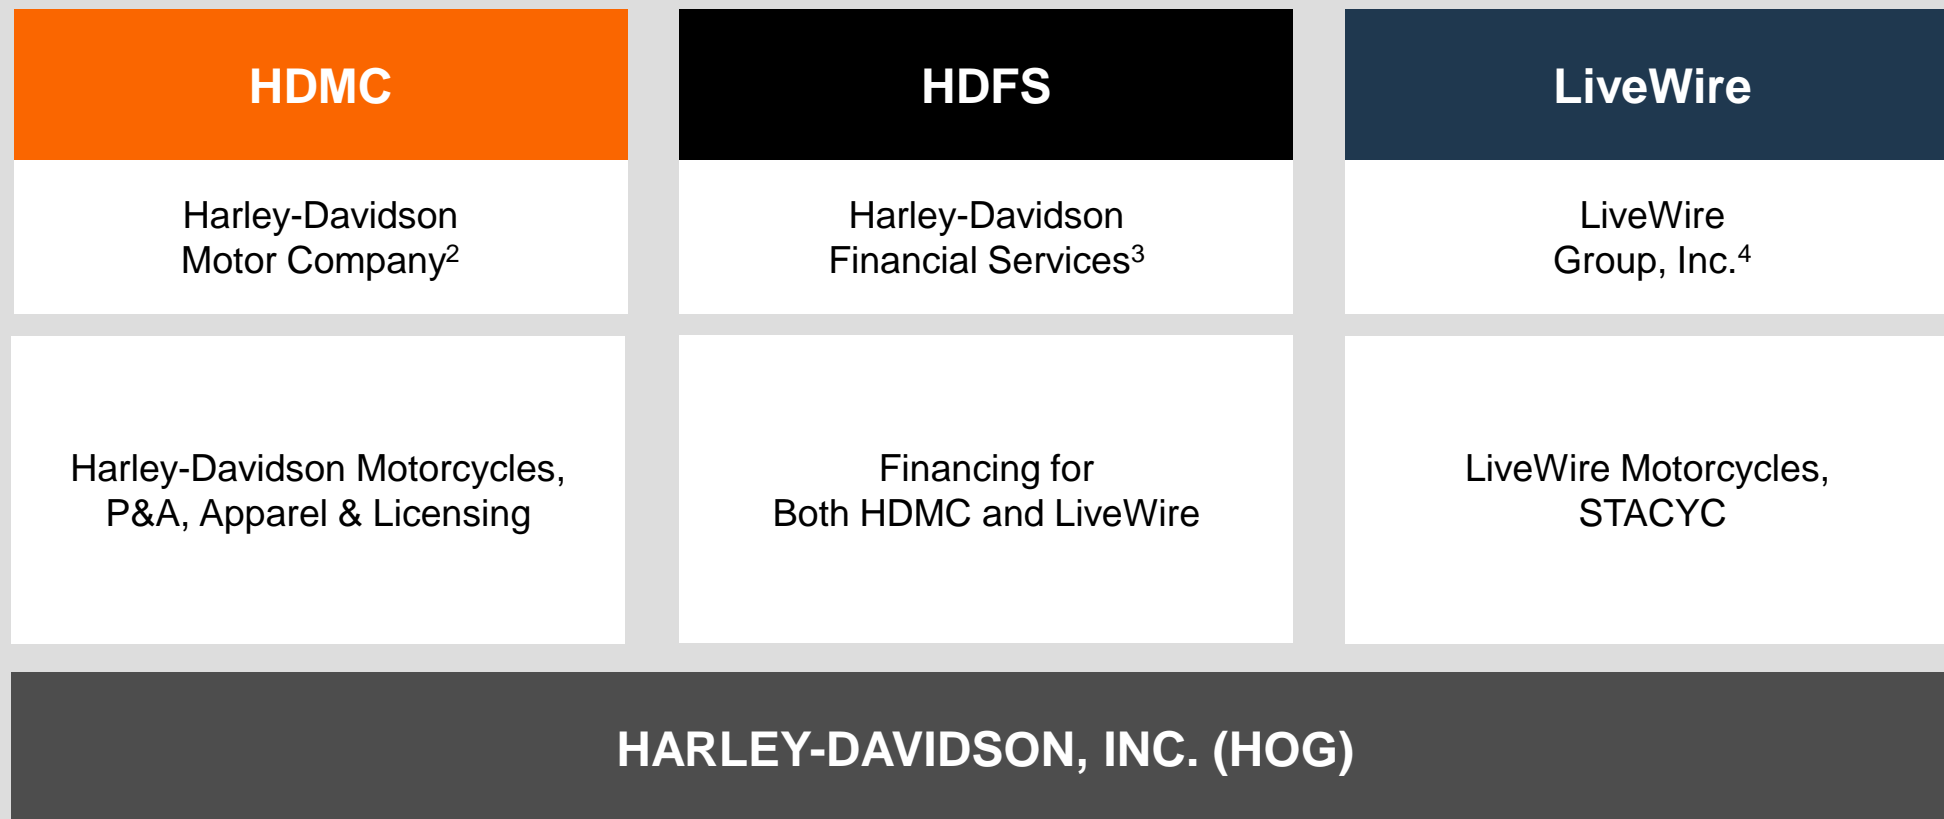 HDMC
Harley-Davidson
Motor Company²
Harley-Davidson Motorcycles,
P&A, Apparel & Licensing
HDFS
Harley-Davidson
Financial Services³
Financing for
Both HDMC and LiveWire
LiveWire
LiveWire
Group, Inc.⁴
LiveWire Motorcycles,
STACYC
HARLEY-DAVIDSON, INC. (HOG)